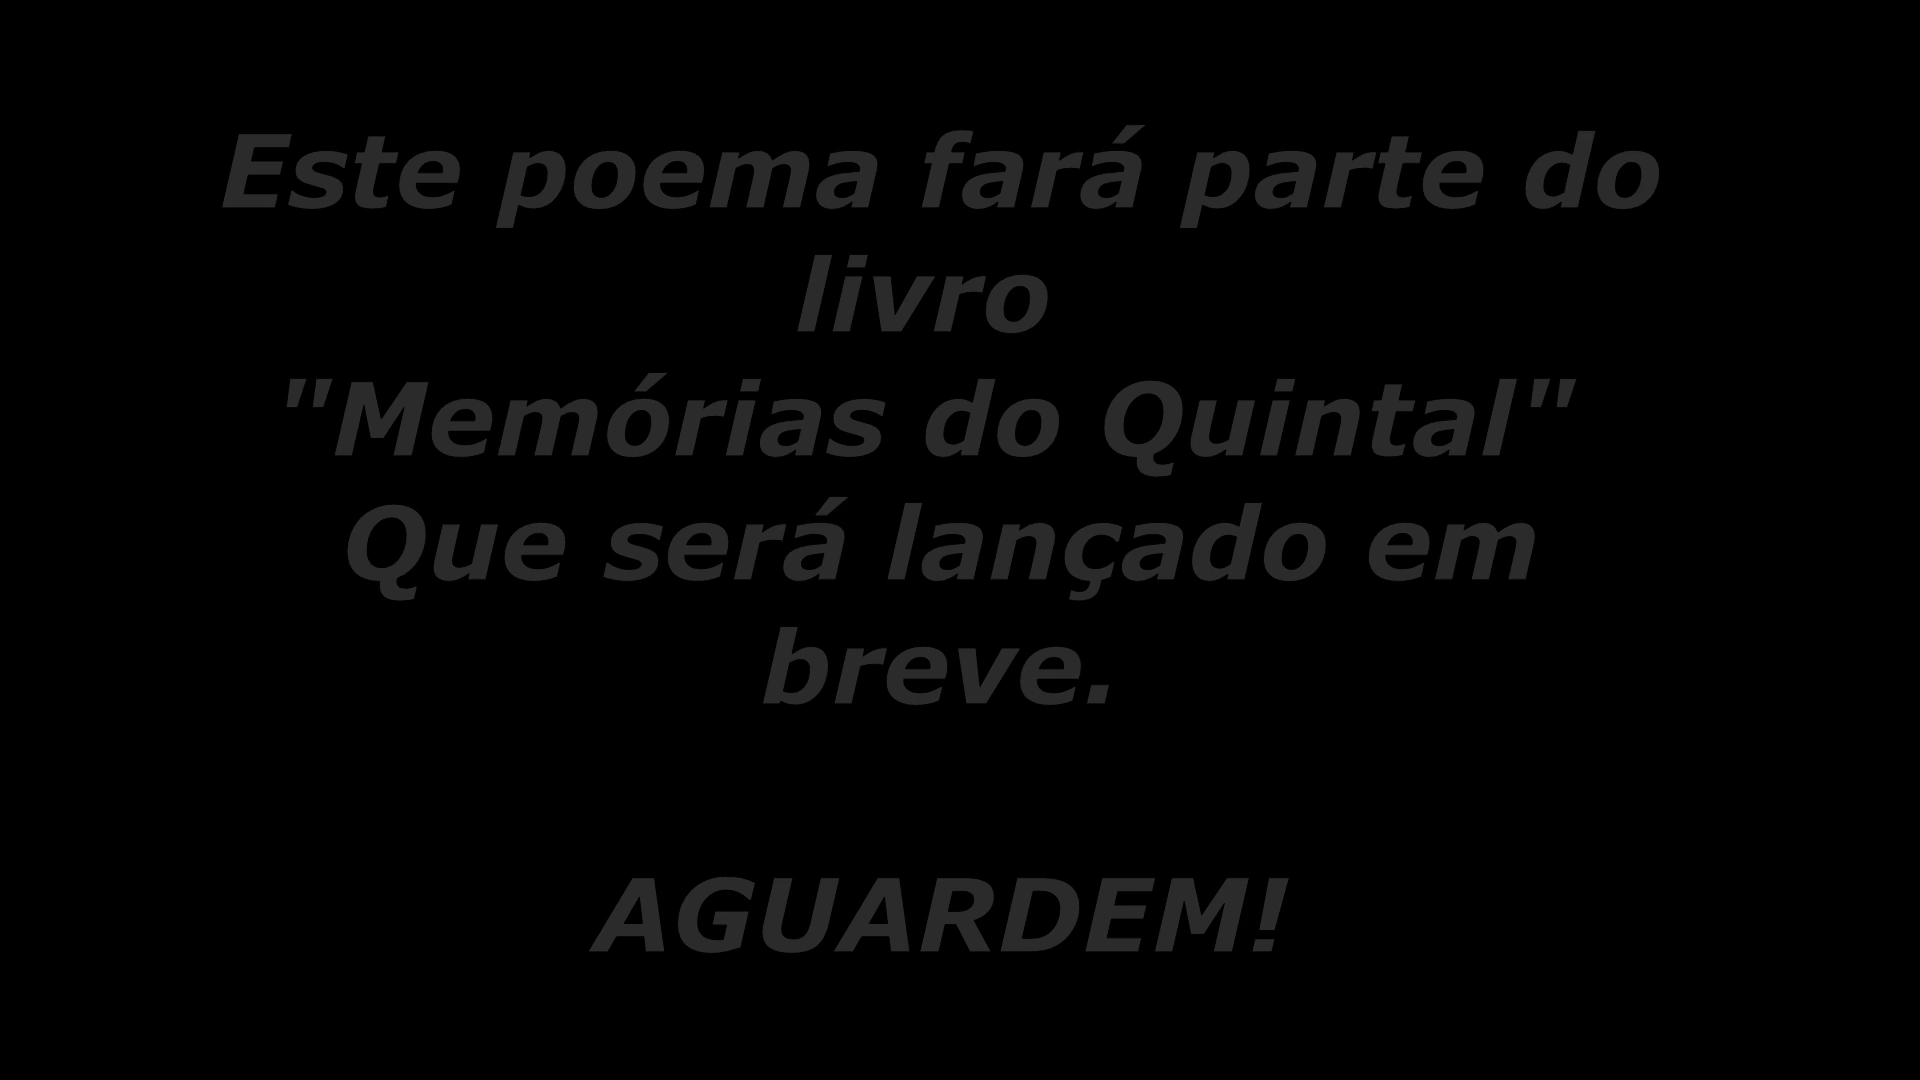 Este poema fará parte do
livro
"Memórias do Quintal"
Que será lançado em
breve.
AGUARDEM!